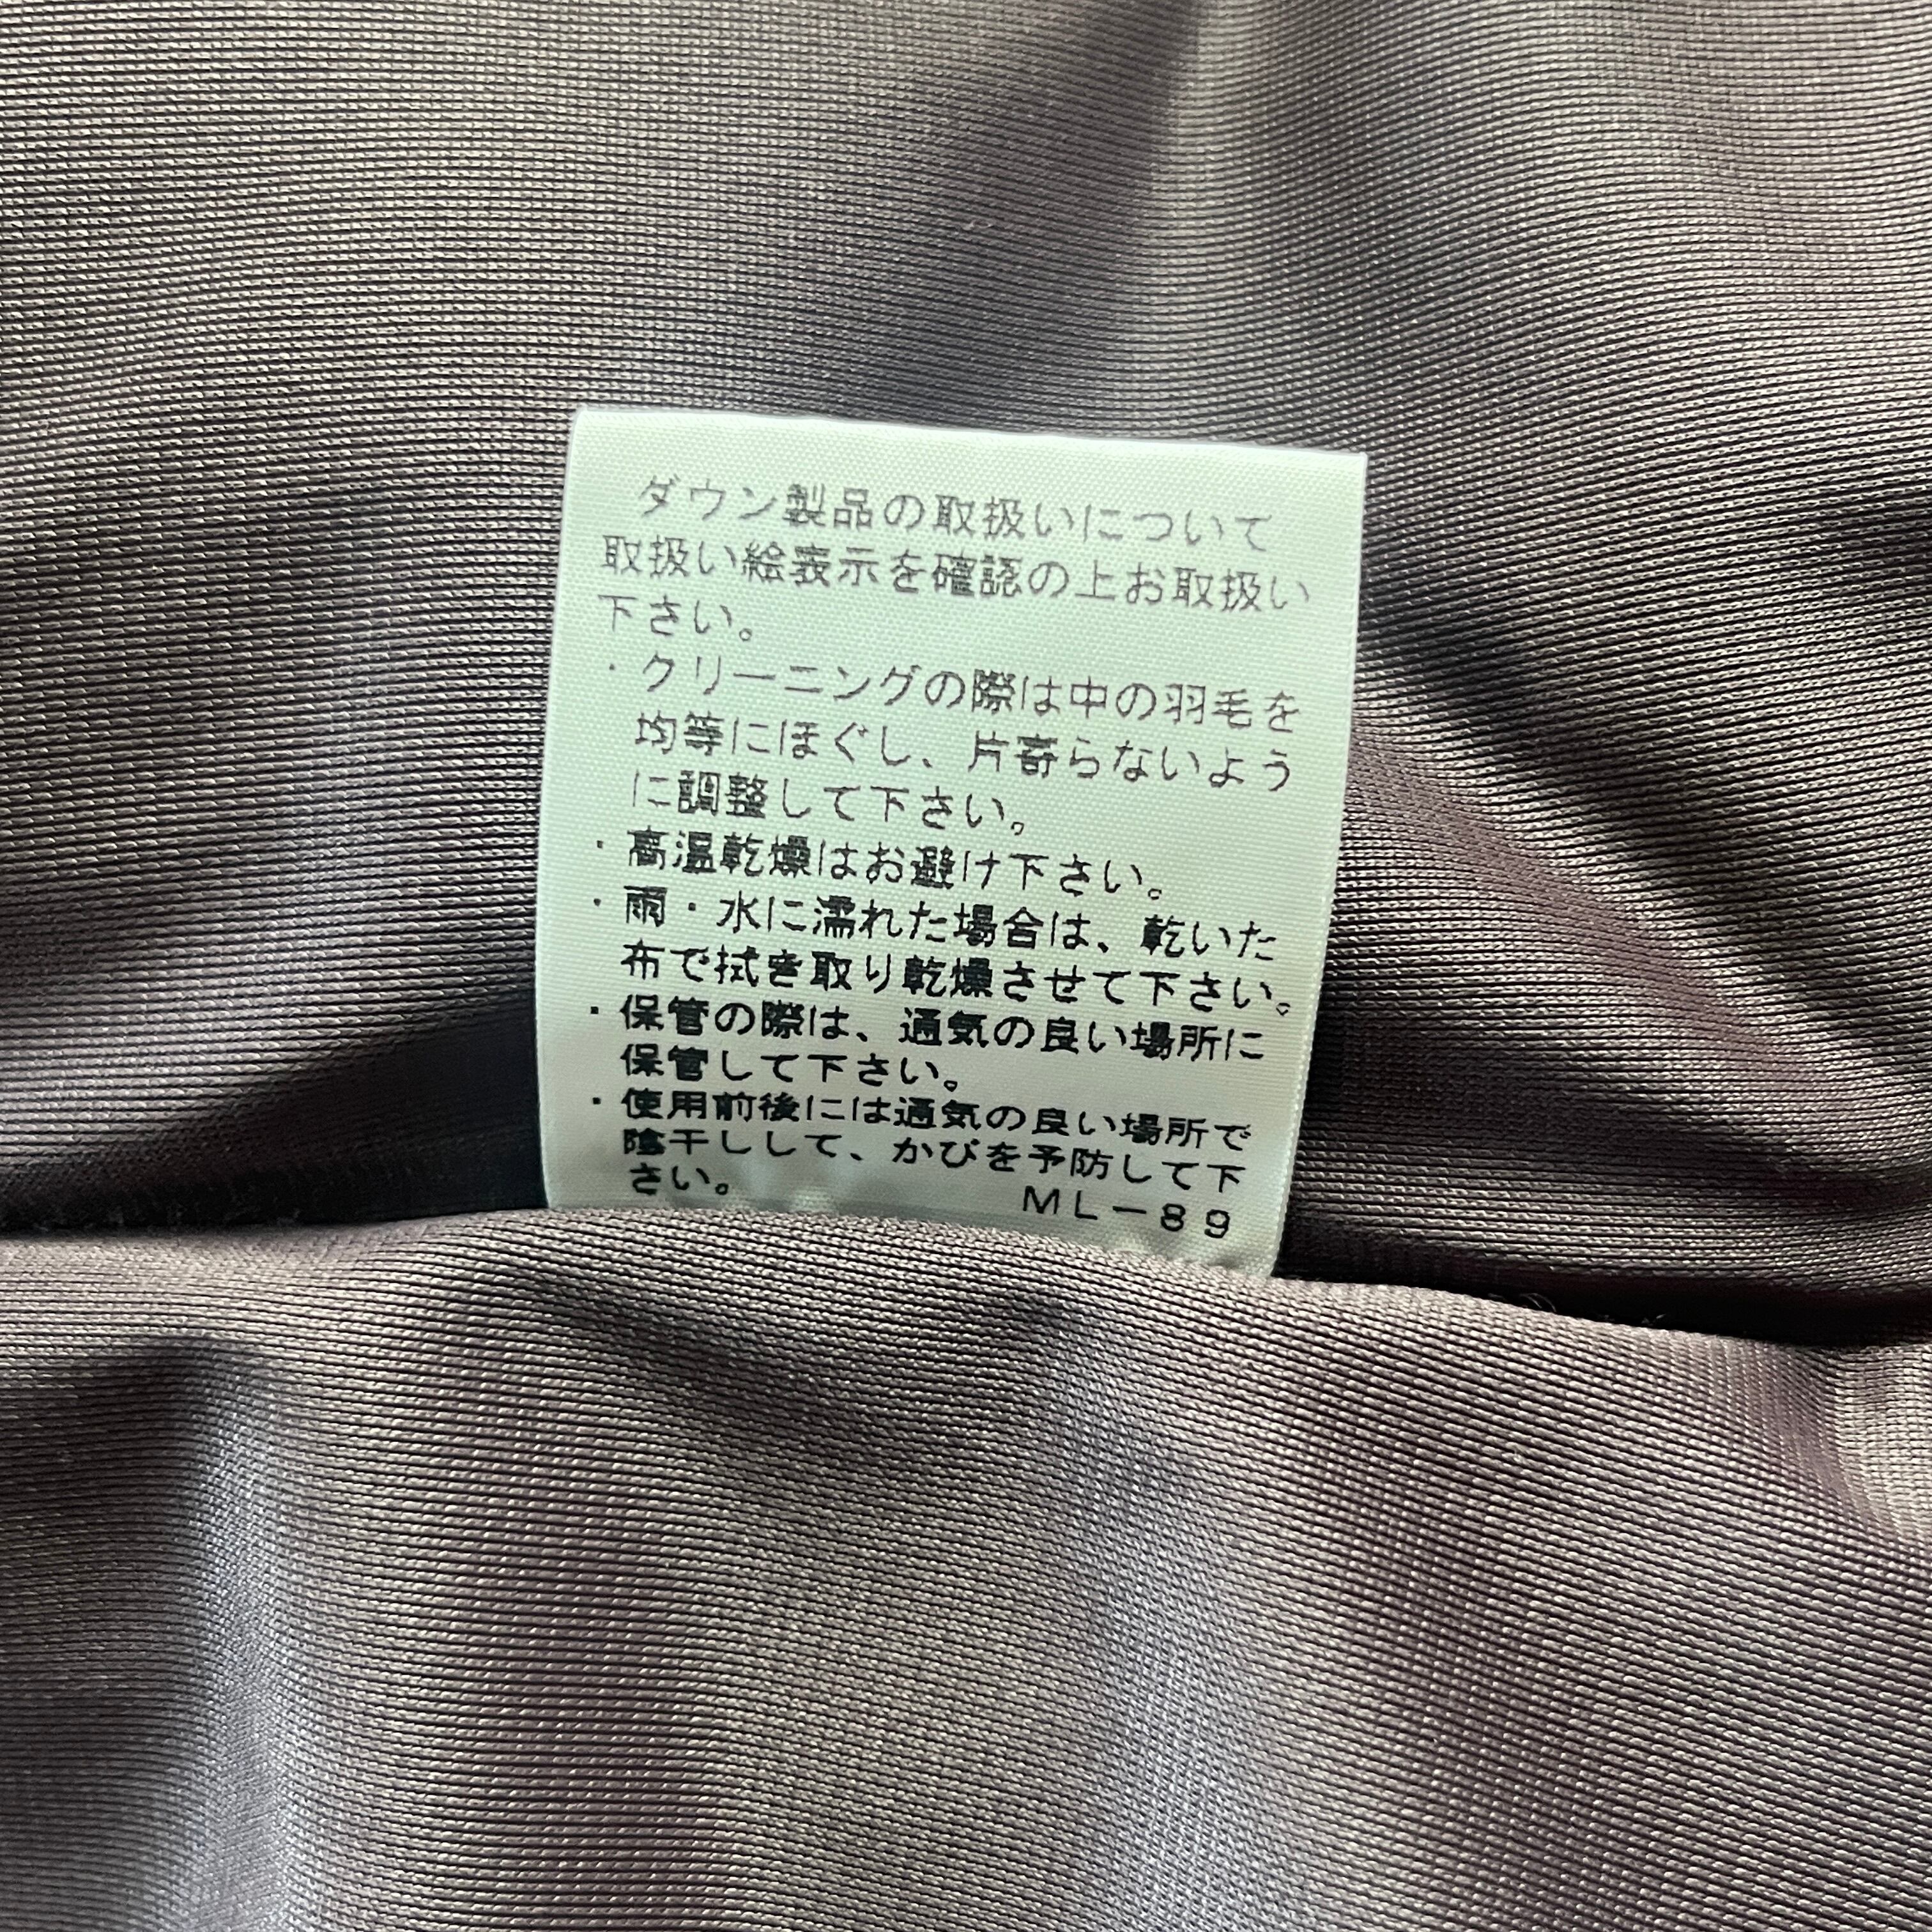 ダウン製品の取扱いについて
取扱い絵表示を確認の上お取扱い
下さい。
・クリーニングの際は中の羽毛を
均等にほぐし、片寄らないよう
に調整して下さい。
・高温乾燥はお避け下さい。
・雨・水に濡れた場合は、乾いた
布で拭き取り乾燥させて下さい。
・保管の際は、通気の良い場所に
保管して下さい。
・使用前後には通気の良い場所で
陰干しして、かびを予防して下
さい。 ML-89